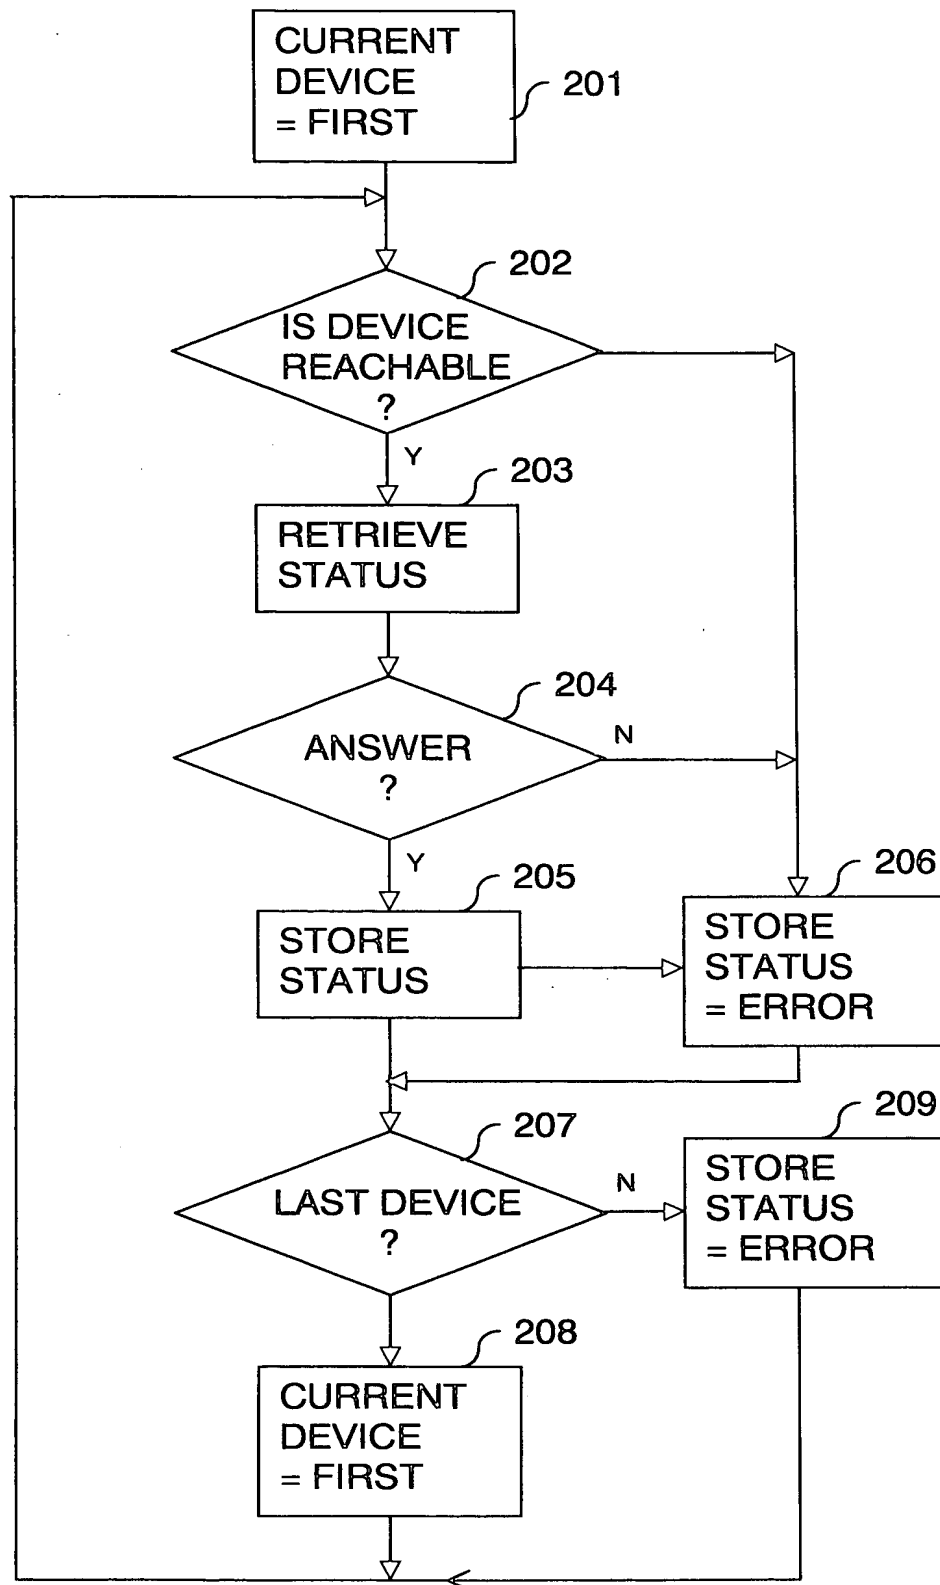 CURRENT
DEVICE
= FIRST
201
202
IS DEVICE
REACHABLE
?
Y
203
RETRIEVE
STATUS
204
ANSWER
?
N
Y
205
STORE
STATUS
206
STORE
STATUS
= ERROR
207
LAST DEVICE
?
N
209
STORE
STATUS
= ERROR
208
CURRENT
DEVICE
= FIRST